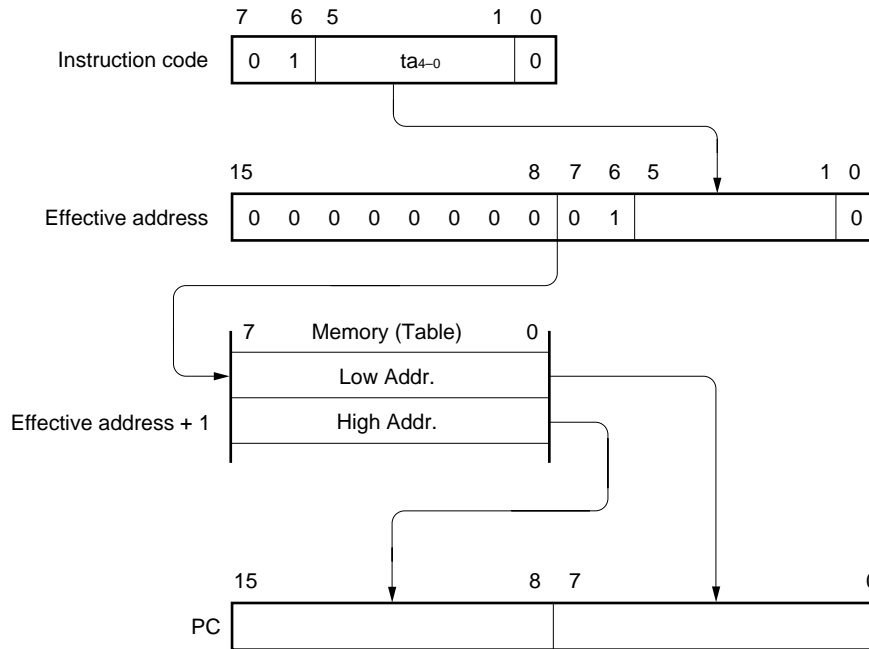 7 6 5 1 0
Instruction code 0 1 ta4–0 0
15 8 7 6 5 1 0
Effective address 0 0 0 0 0 0 0 0 0 1 0
7 Memory (Table) 0
Low Addr.
Effective address + 1 High Addr.
15 8 7 0
PC